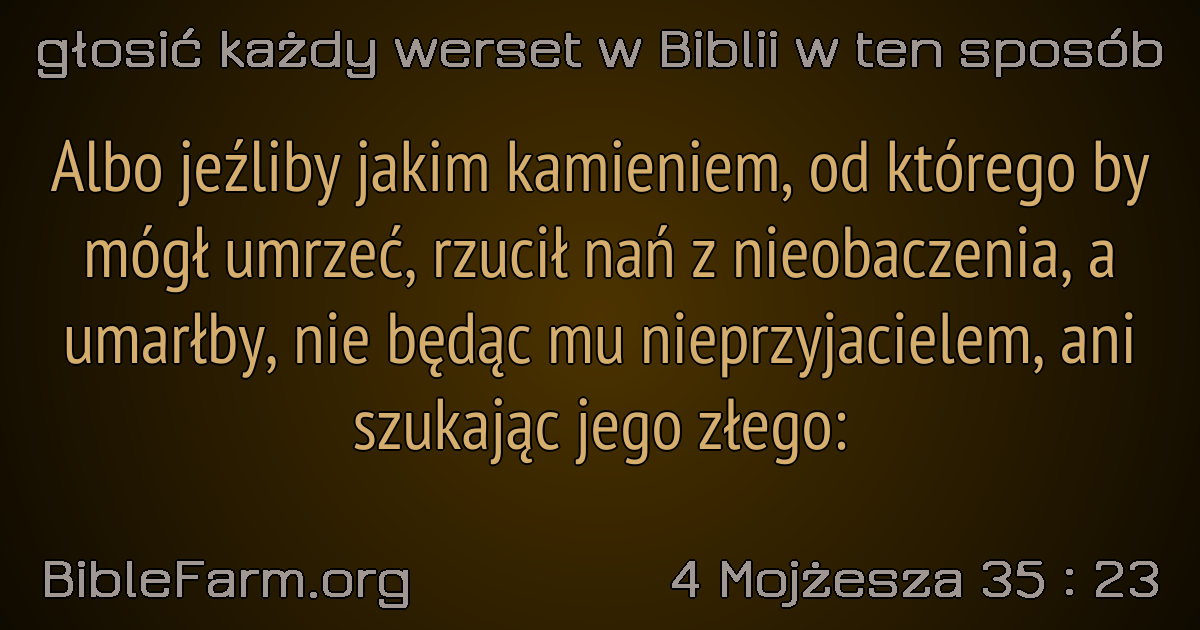 głosić każdy werset w Biblii w ten sposób
Albo jeźliby jakim kamieniem, od którego by
mógł umrzeć, rzucił nań z nieobaczenia, a
umarłby, nie będąc mu nieprzyjacielem, ani
szukając jego złego:
BibleFarm.org
4 Mojżesza 35 : 23